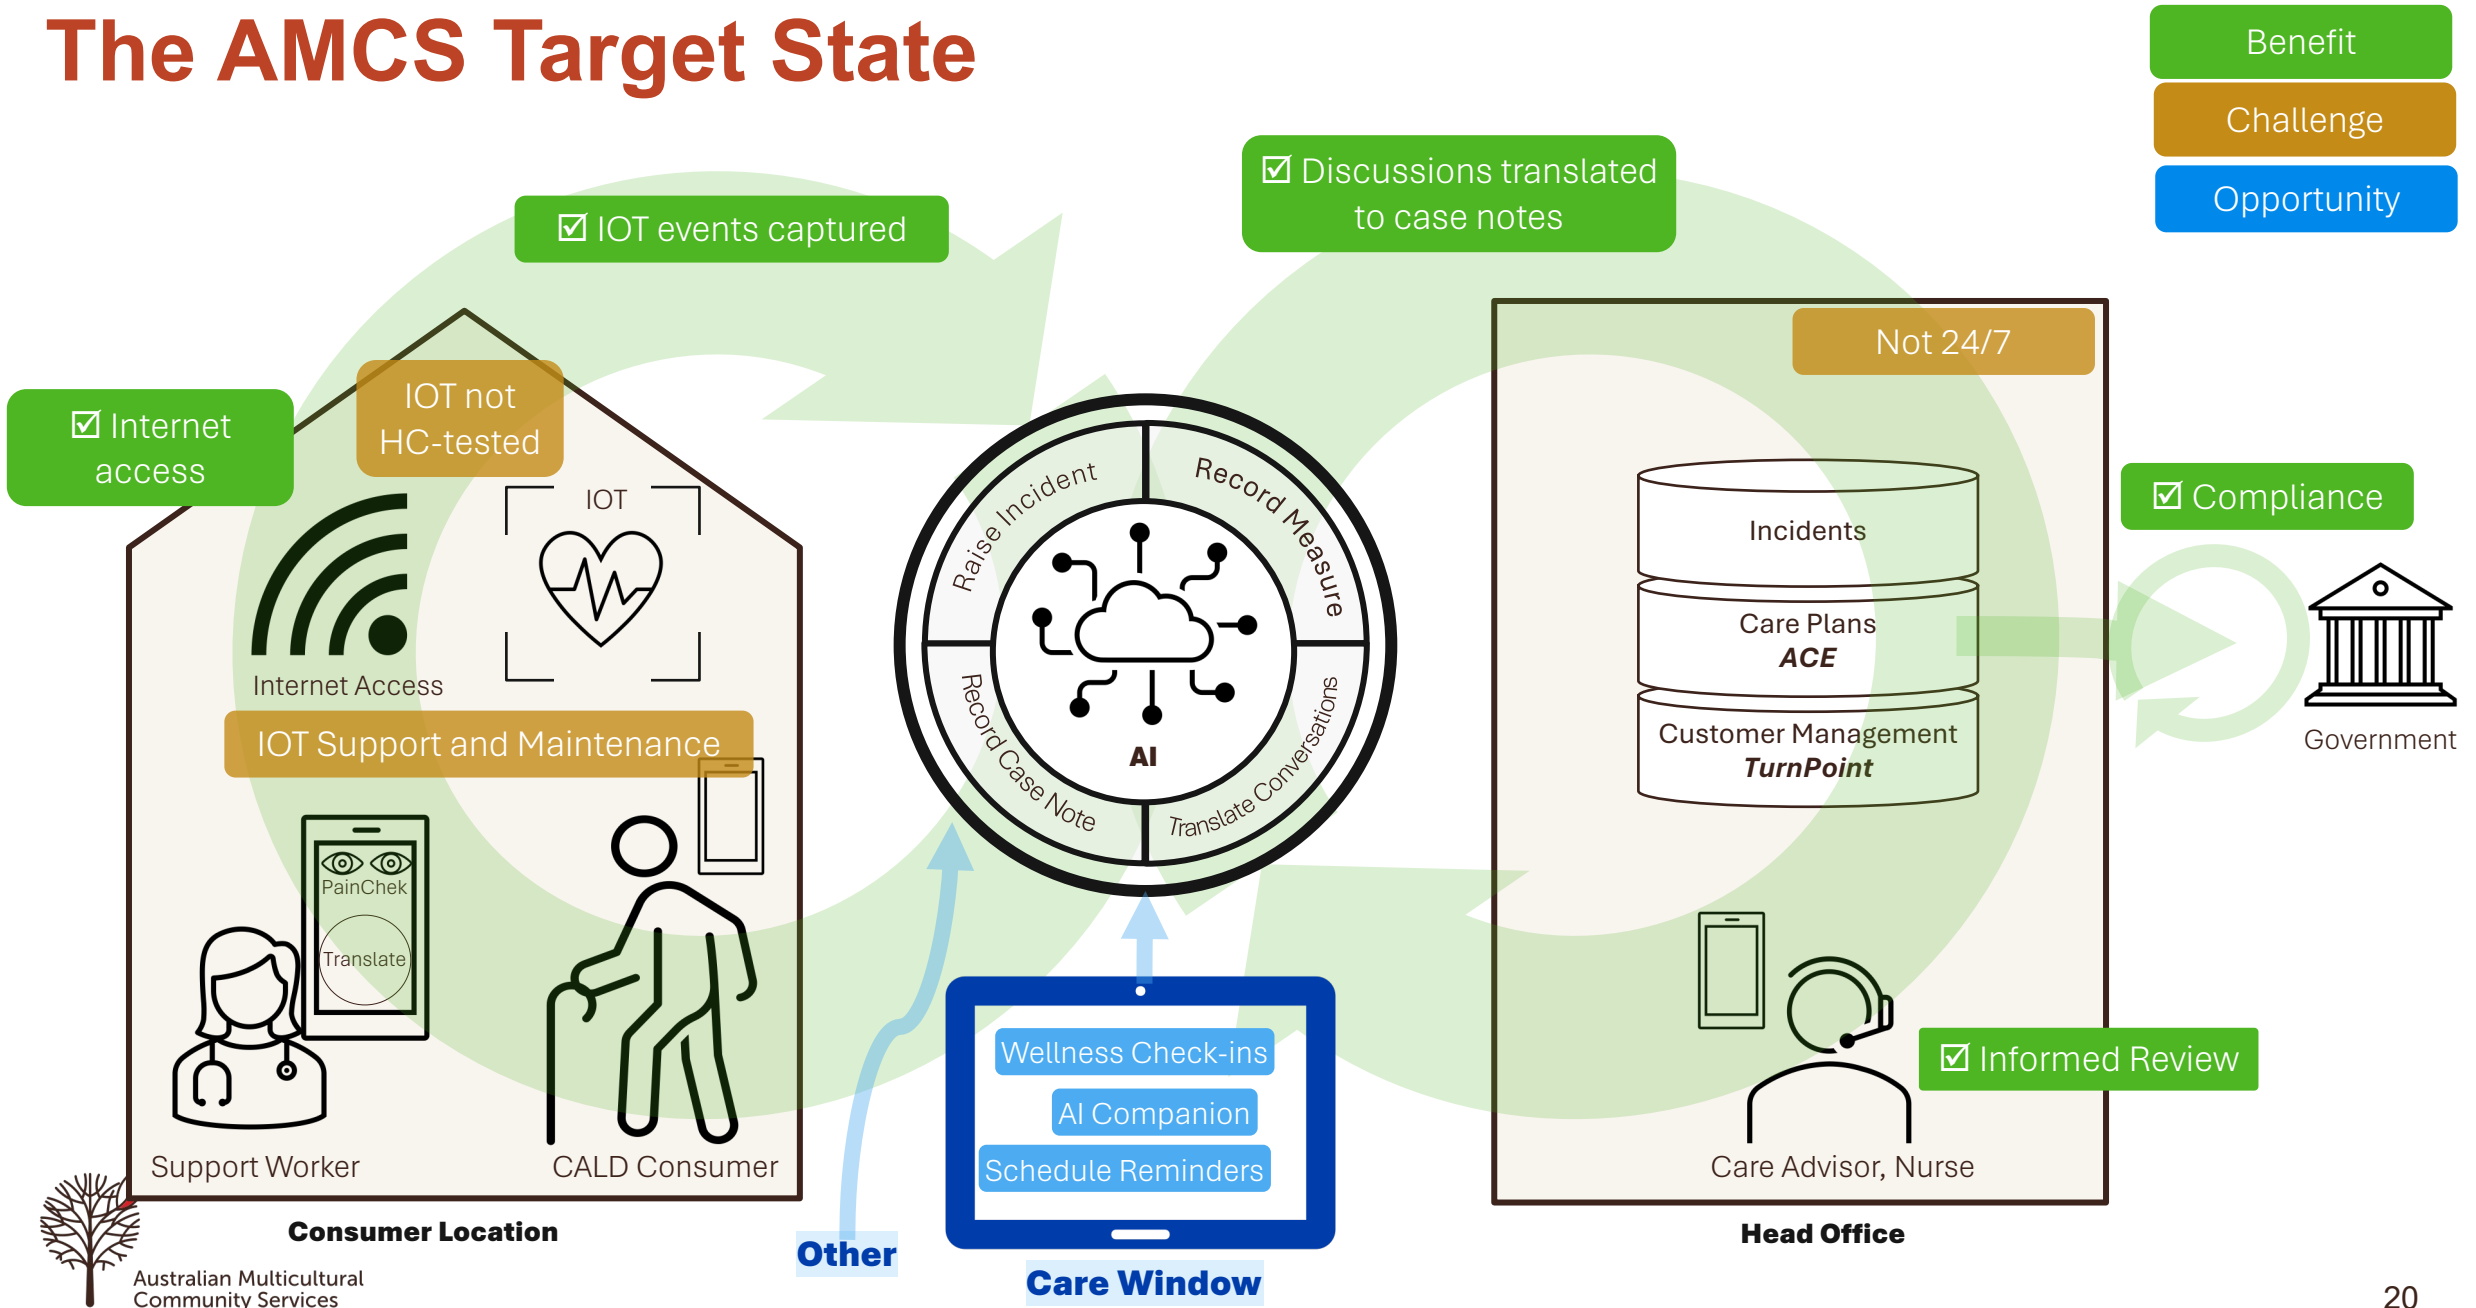 The AMCS Target State
Benefit
Challenge
Opportunity
☑ IOT events captured
☑ Discussions translated
to case notes
☑ Internet
access
IOT not
HC-tested
IOT
Internet Access
IOT Support and Maintenance
PainChek
Translate
Support Worker
CALD Consumer
Consumer Location
Raise Incident
Record Measure
Record Case Note
Translate Conversations
AI
Other
Wellness Check-ins
AI Companion
Schedule Reminders
Care Window
Not 24/7
Incidents
Care Plans
ACE
Customer Management
TurnPoint
☑ Compliance
Government
☑ Informed Review
Care Advisor, Nurse
Head Office
Australian Multicultural
Community Services
20